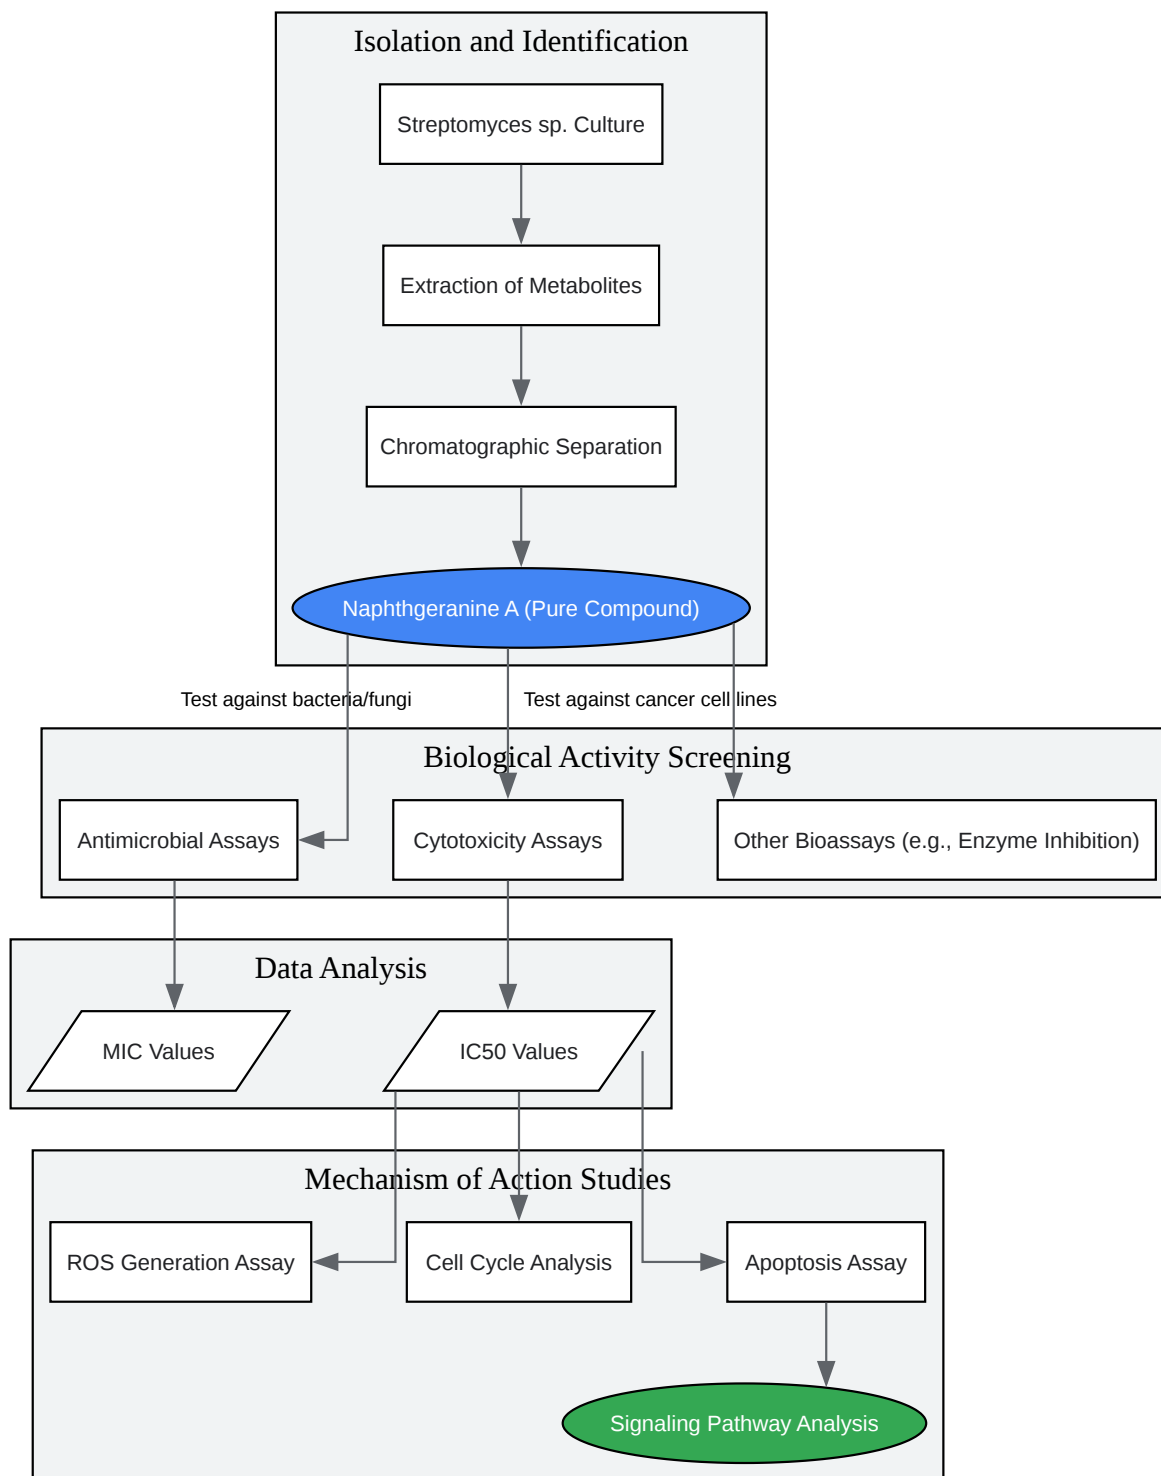 Isolation and Identification
Streptomyces sp. Culture
Extraction of Metabolites
Chromatographic Separation
Naphthgeranine A (Pure Compound)
Test against bacteria/fungi
Test against cancer cell lines
Biological Activity Screening
Antimicrobial Assays
Cytotoxicity Assays
Other Bioassays (e.g., Enzyme Inhibition)
Data Analysis
MIC Values
IC50 Values
Mechanism of Action Studies
ROS Generation Assay
Cell Cycle Analysis
Apoptosis Assay
Signaling Pathway Analysis